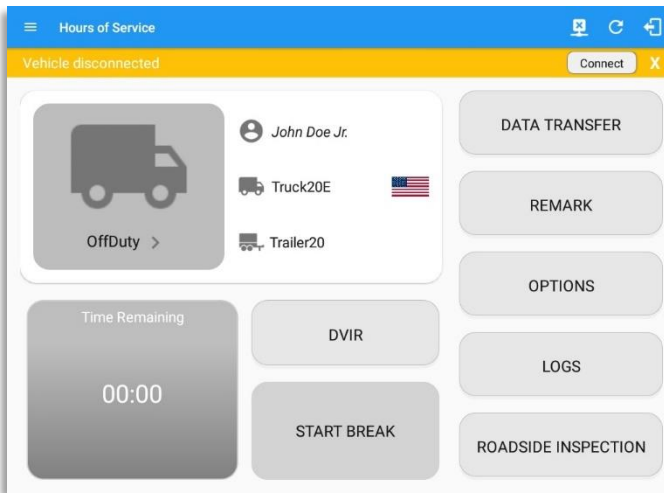 Hours of Service
Vehicle disconnected
Connect
X
John Doe Jr.
Truck20E
Trailer20
OffDuty >
DATA TRANSFER
REMARK
OPTIONS
LOGS
ROADSIDE INSPECTION
Time Remaining
00:00
DVIR
START BREAK